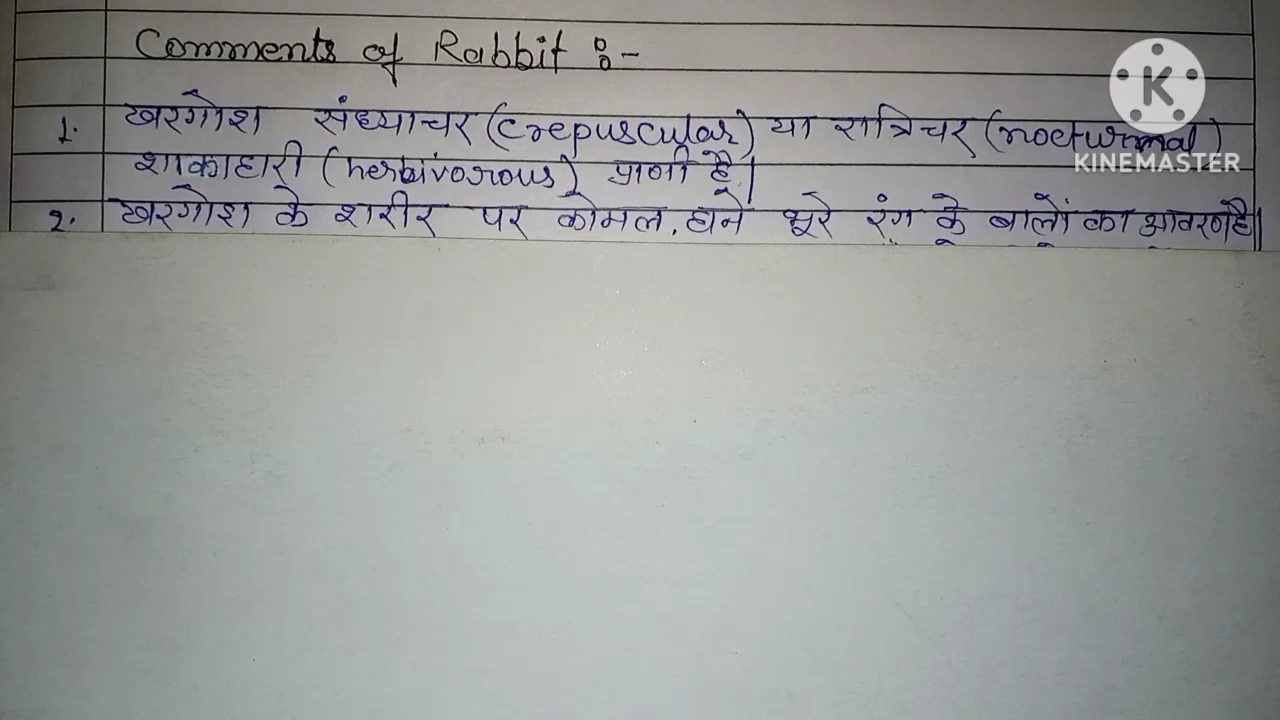 Comments of Rabbit :-
1. खरगोश संध्याचर (Crepuscular) या रात्रिचर (nocturnal)
शाकाहारी (herbivorous) प्राणी है।
2. खरगोश के शरीर पर कोमल, घने भूरे रंग के बालों का आवरण है।
K
KINEMASTER